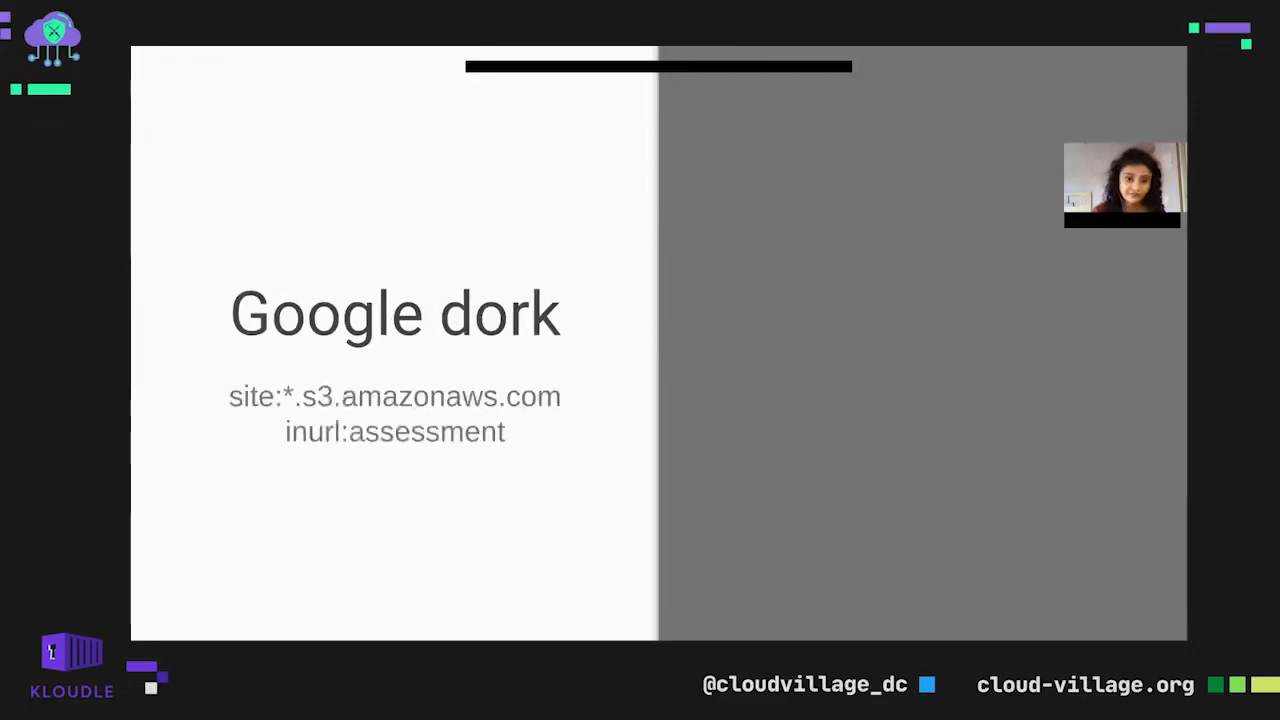 Google dork
site:*.s3.amazonaws.com
inurl:assessment
KLOUDLE
@cloudvillage_dc
cloud-village.org